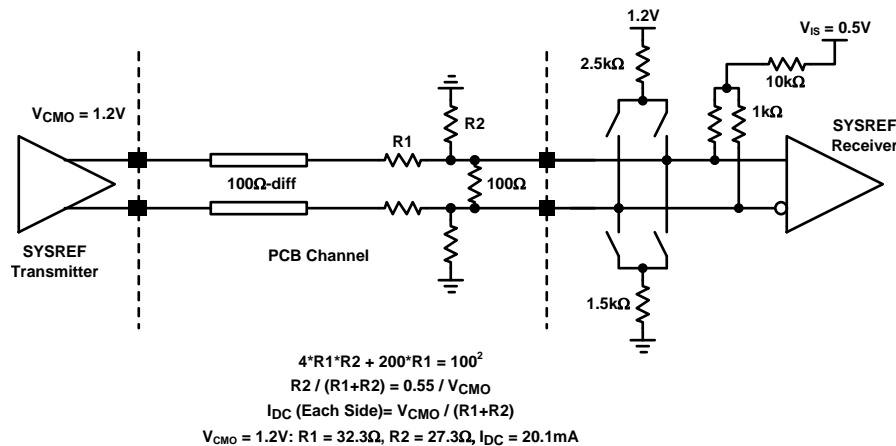 1.2V
V_IS = 0.5V
2.5kΩ
10kΩ
V_CMO = 1.2V
R2
1kΩ
SYSREF
Receiver
R1
100Ω-diff
100Ω
SYSREF
Transmitter
PCB Channel
1.5kΩ
4*R1*R2 + 200*R1 = 100²
R2 / (R1+R2) = 0.55 / V_CMO
I_DC (Each Side)= V_CMO / (R1+R2)
V_CMO = 1.2V: R1 = 32.3Ω, R2 = 27.3Ω, I_DC = 20.1mA